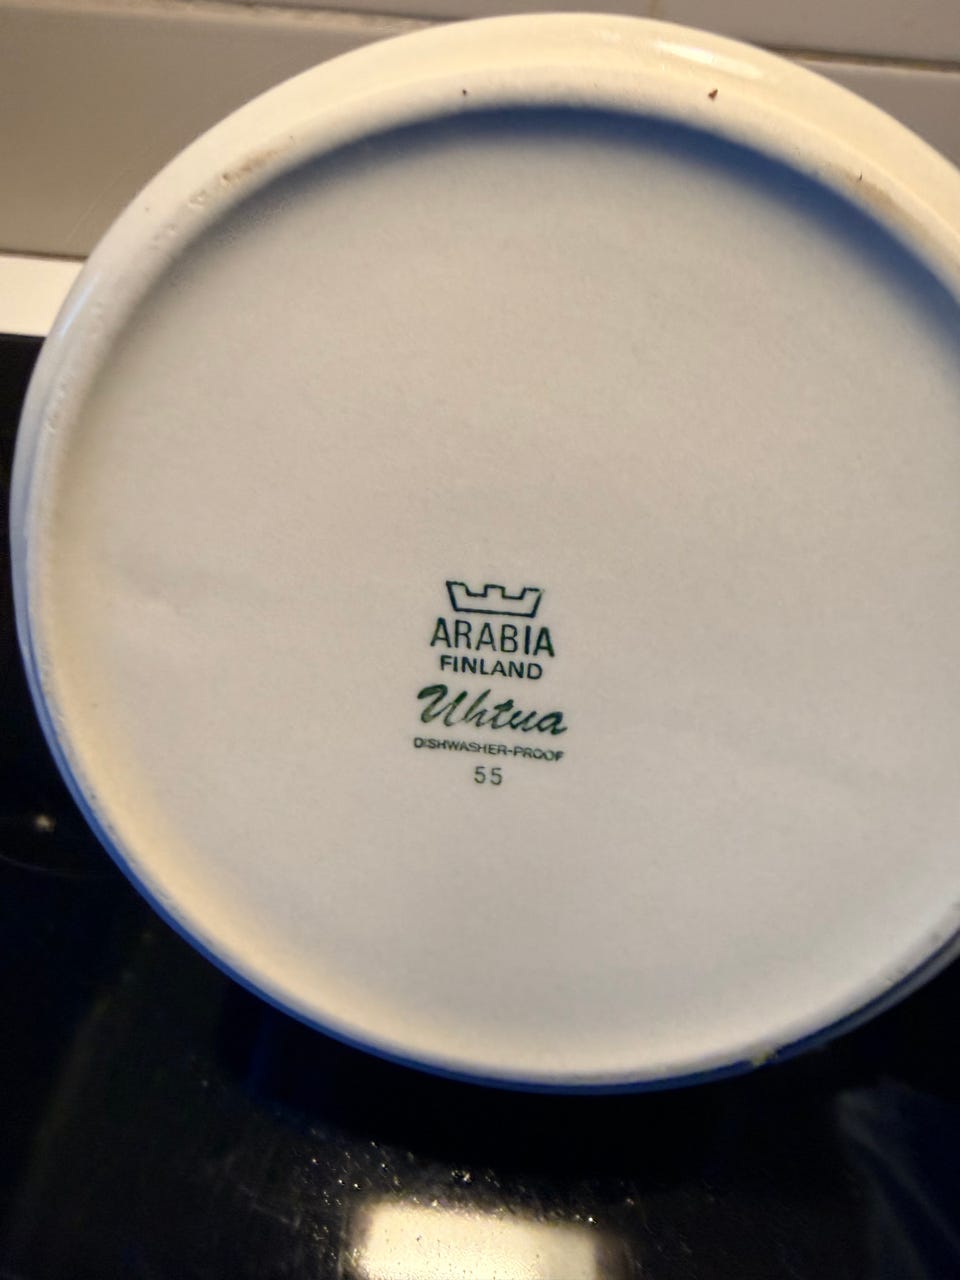 ARABIA
FINLAND
Uhtua
DISHWASHER-PROOF
55